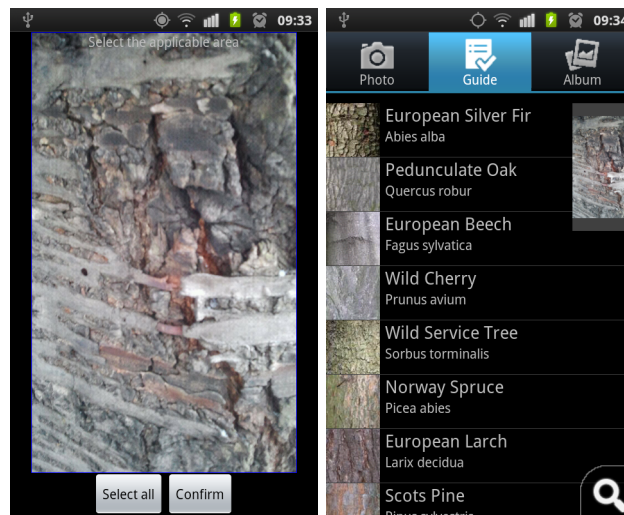 09:33
Select the applicable area
Select all
Confirm
09:34
Photo
Guide
Album
European Silver Fir
Abies alba
Pedunculate Oak
Quercus robur
European Beech
Fagus sylvatica
Wild Cherry
Prunus avium
Wild Service Tree
Sorbus torminalis
Norway Spruce
Picea abies
European Larch
Larix decidua
Scots Pine